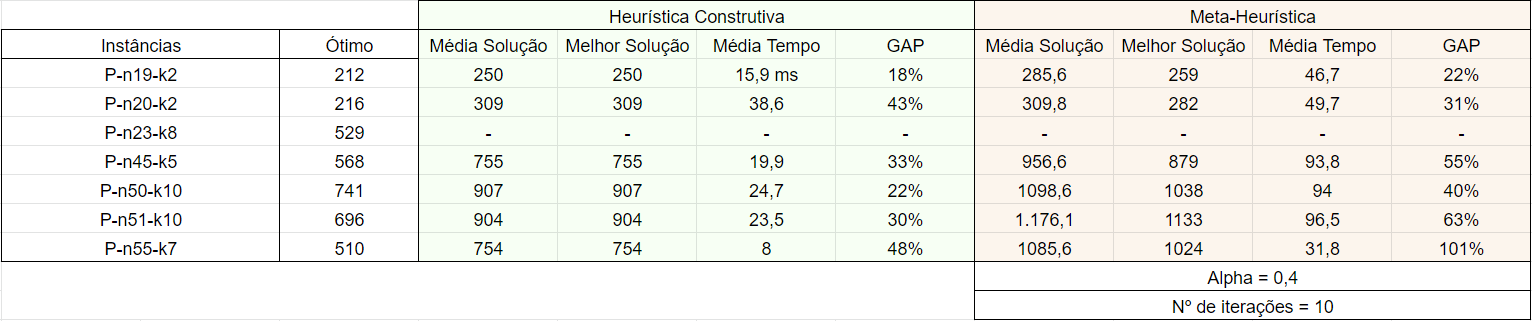 Heurística Construtiva Meta-Heurística
Instâncias Ótimo Média Solução Melhor Solução Média Tempo GAP Média Solução Melhor Solução Média Tempo GAP
P-n19-k2 212 250 250 15,9 ms 18% 285,6 259 46,7 22%
P-n20-k2 216 309 309 38,6 43% 309,8 282 49,7 31%
P-n23-k8 529 - - - - - - - -
P-n45-k5 568 755 755 19,9 33% 956,6 879 93,8 55%
P-n50-k10 741 907 907 24,7 22% 1098,6 1038 94 40%
P-n51-k10 696 904 904 23,5 30% 1.176,1 1133 96,5 63%
P-n55-k7 510 754 754 8 48% 1085,6 1024 31,8 101%
Alpha = 0,4
Nº de iterações = 10